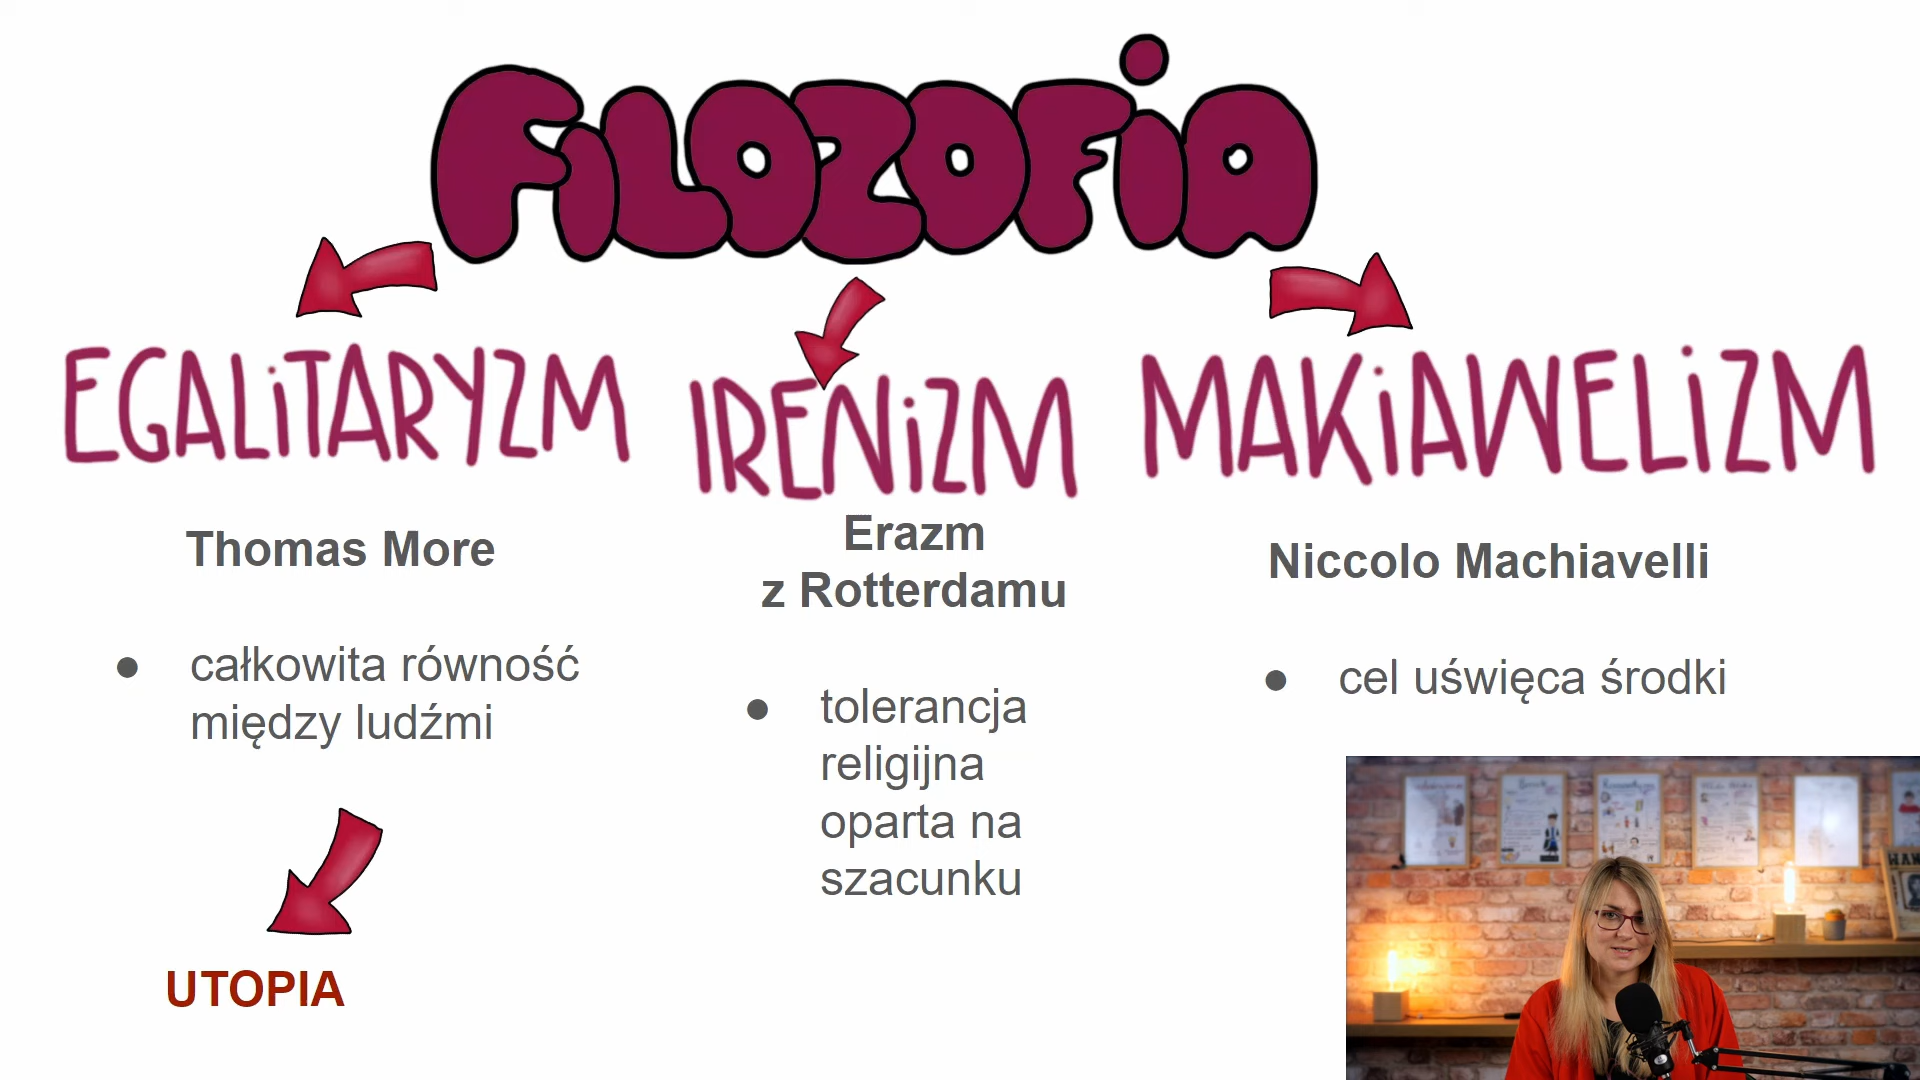 FiLOZOFiA
EGALiTARYZM
Thomas More
● całkowita równość
między ludźmi
UTOPIA
IRENiZM
Erazm
z Rotterdamu
● tolerancja
religijna
oparta na
szacunku
MAKiAWELiZM
Niccolo Machiavelli
● cel uświęca środki